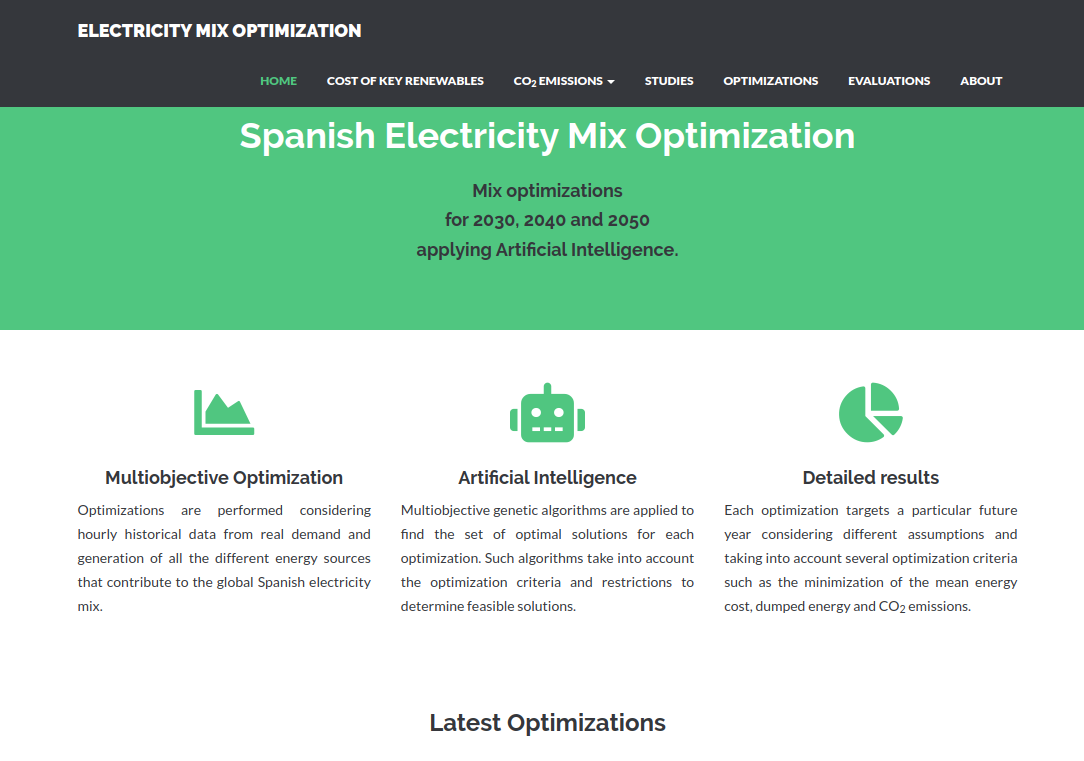 ELECTRICITY MIX OPTIMIZATION
HOME COST OF KEY RENEWABLES CO₂ EMISSIONS STUDIES OPTIMIZATIONS EVALUATIONS ABOUT
Spanish Electricity Mix Optimization
Mix optimizations
for 2030, 2040 and 2050
applying Artificial Intelligence.
Multiobjective Optimization
Optimizations are performed considering
hourly historical data from real demand and
generation of all the different energy sources
that contribute to the global Spanish electricity
mix.
Artificial Intelligence
Multiobjective genetic algorithms are applied to
find the set of optimal solutions for each
optimization. Such algorithms take into account
the optimization criteria and restrictions to
determine feasible solutions.
Detailed results
Each optimization targets a particular future
year considering different assumptions and
taking into account several optimization criteria
such as the minimization of the mean energy
cost, dumped energy and CO₂ emissions.
Latest Optimizations